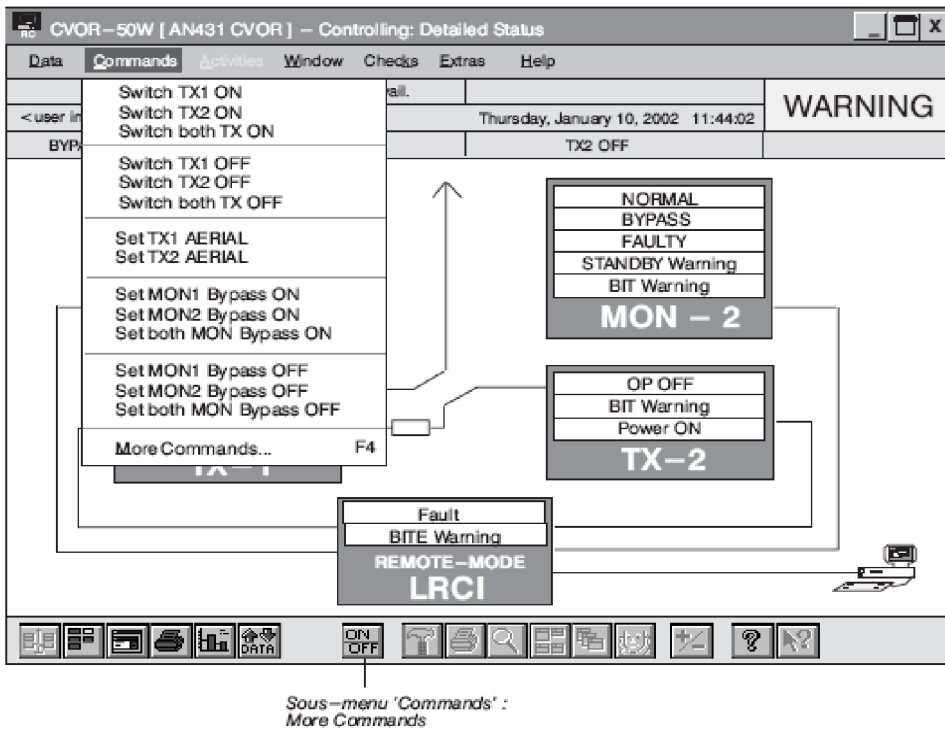 RC CVOR-50W [ AN431 CVOR ] - Controlling: Detailed Status X
Data Commands Activities Window Checks Extras Help
Switch TX1 ON
Switch TX2 ON
Switch both TX ON
Switch TX1 OFF
Switch TX2 OFF
Switch both TX OFF
Set TX1 AERIAL
Set TX2 AERIAL
Set MON1 Bypass ON
Set MON2 Bypass ON
Set both MON Bypass ON
Set MON1 Bypass OFF
Set MON2 Bypass OFF
Set both MON Bypass OFF
More Commands... F4
vail.
<user in
Thursday, January 10, 2002 11:44:02
WARNING
BYPA
TX2 OFF
NORMAL
BYPASS
FAULTY
STANDBY Warning
BIT Warning
MON - 2
OP OFF
BIT Warning
Power ON
TX-2
TX-1
Fault
BITE Warning
REMOTE-MODE
LRCI
DATA
ON
OFF
+/-
?
?
Sous-menu 'Commands' :
More Commands